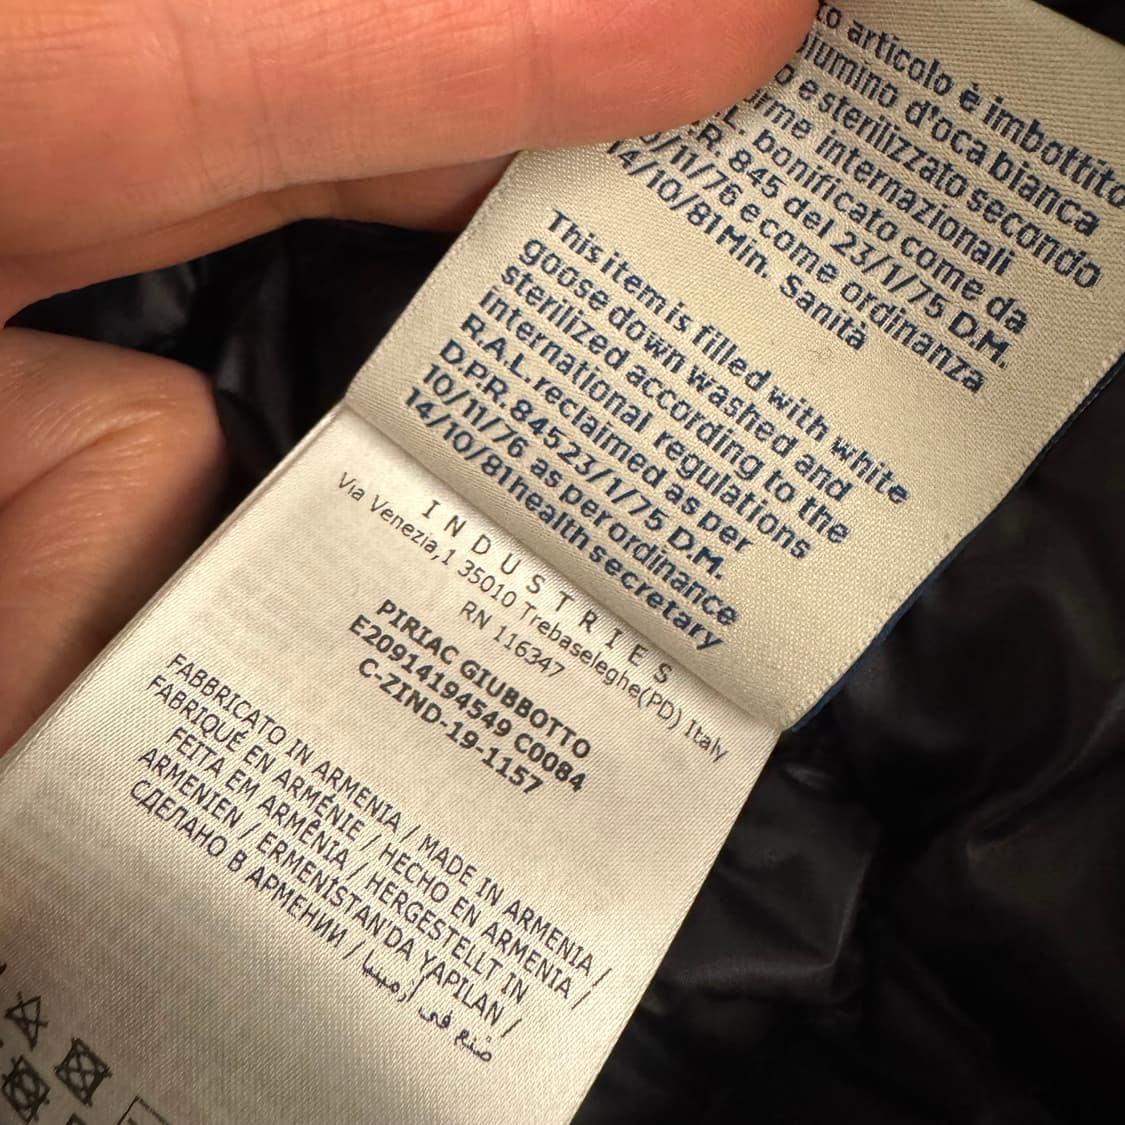 articolo è imbottito
piumino d'oca bianca
e sterilizzato secondo
norme internazionali
bonificato come da
845 del 23/1/75 D.M.
/11/76 e come ordinanza
14/10/81 Min. Sanità
This item is filled with white
goose down washed and
sterilized according to the
international regulations
R.A.L. reclaimed as per
D.P.R. 845 23/1/75 D.M.
10/11/76 as per ordinance
14/10/81 health secretary
INDUSTRIES
Via Venezia,1 35010 Trebaseleghe(PD) Italy
RN 116347
PIRIAC GIUBBOTTO
E20914194549 C0084
C-ZIND-19-1157
FABBRICATO IN ARMENIA / MADE IN ARMENIA /
FABRIQUÉ EN ARMÉNIE / HECHO EN ARMENIA /
FEITA EM ARMÊNIA / HERGESTELLT IN
ARMENIEN / ERMENISTAN'DA YAPILAN /
СДЕЛАНО В АРМЕНИИ / صنع في أرمينيا